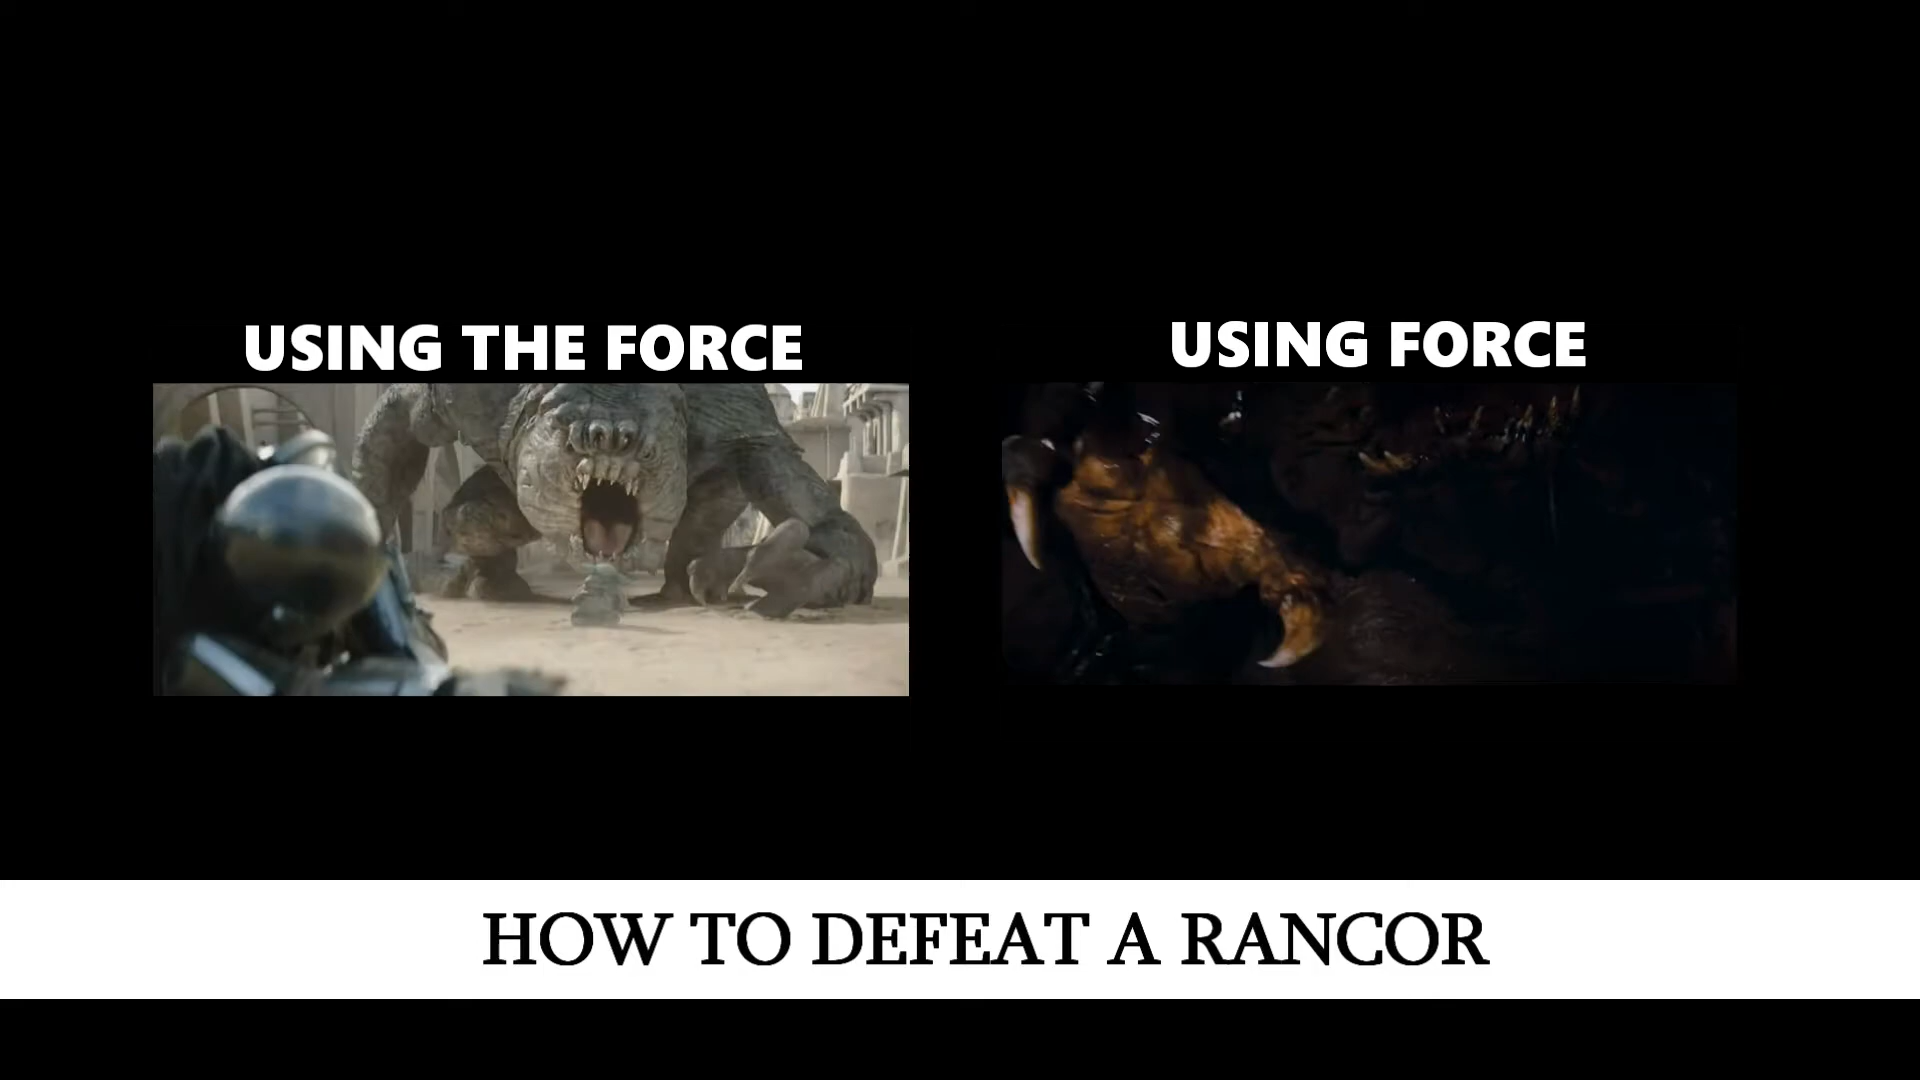 USING THE FORCE
USING FORCE
HOW TO DEFEAT A RANCOR